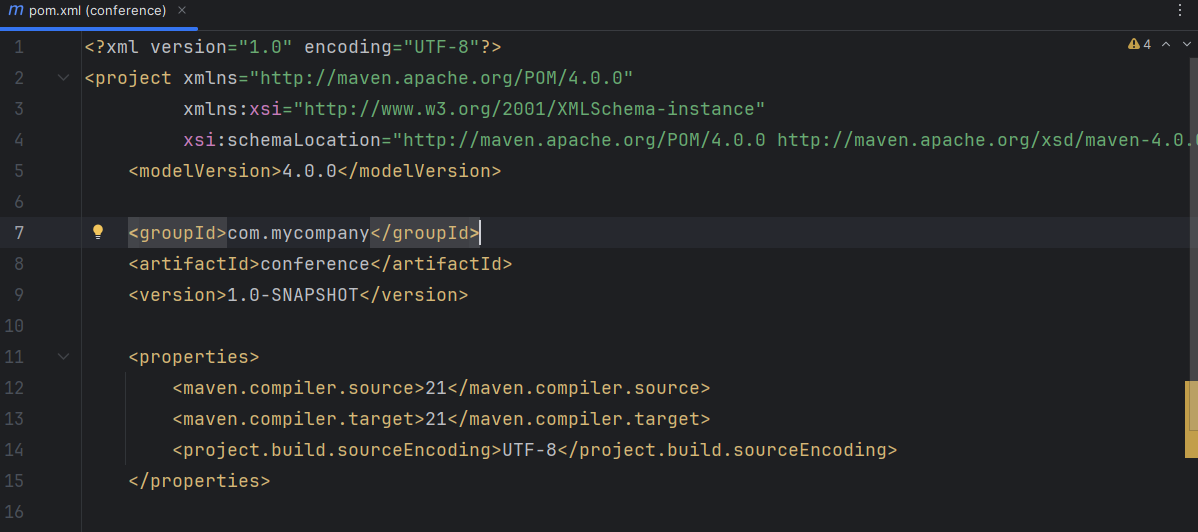 m pom.xml (conference) ×
4
1 <?xml version="1.0" encoding="UTF-8"?>
2 <project xmlns="http://maven.apache.org/POM/4.0.0"
3 xmlns:xsi="http://www.w3.org/2001/XMLSchema-instance"
4 xsi:schemaLocation="http://maven.apache.org/POM/4.0.0 http://maven.apache.org/xsd/maven-4.0.
5 <modelVersion>4.0.0</modelVersion>
6
7 <groupId>com.mycompany</groupId>
8 <artifactId>conference</artifactId>
9 <version>1.0-SNAPSHOT</version>
10
11 <properties>
12 <maven.compiler.source>21</maven.compiler.source>
13 <maven.compiler.target>21</maven.compiler.target>
14 <project.build.sourceEncoding>UTF-8</project.build.sourceEncoding>
15 </properties>
16